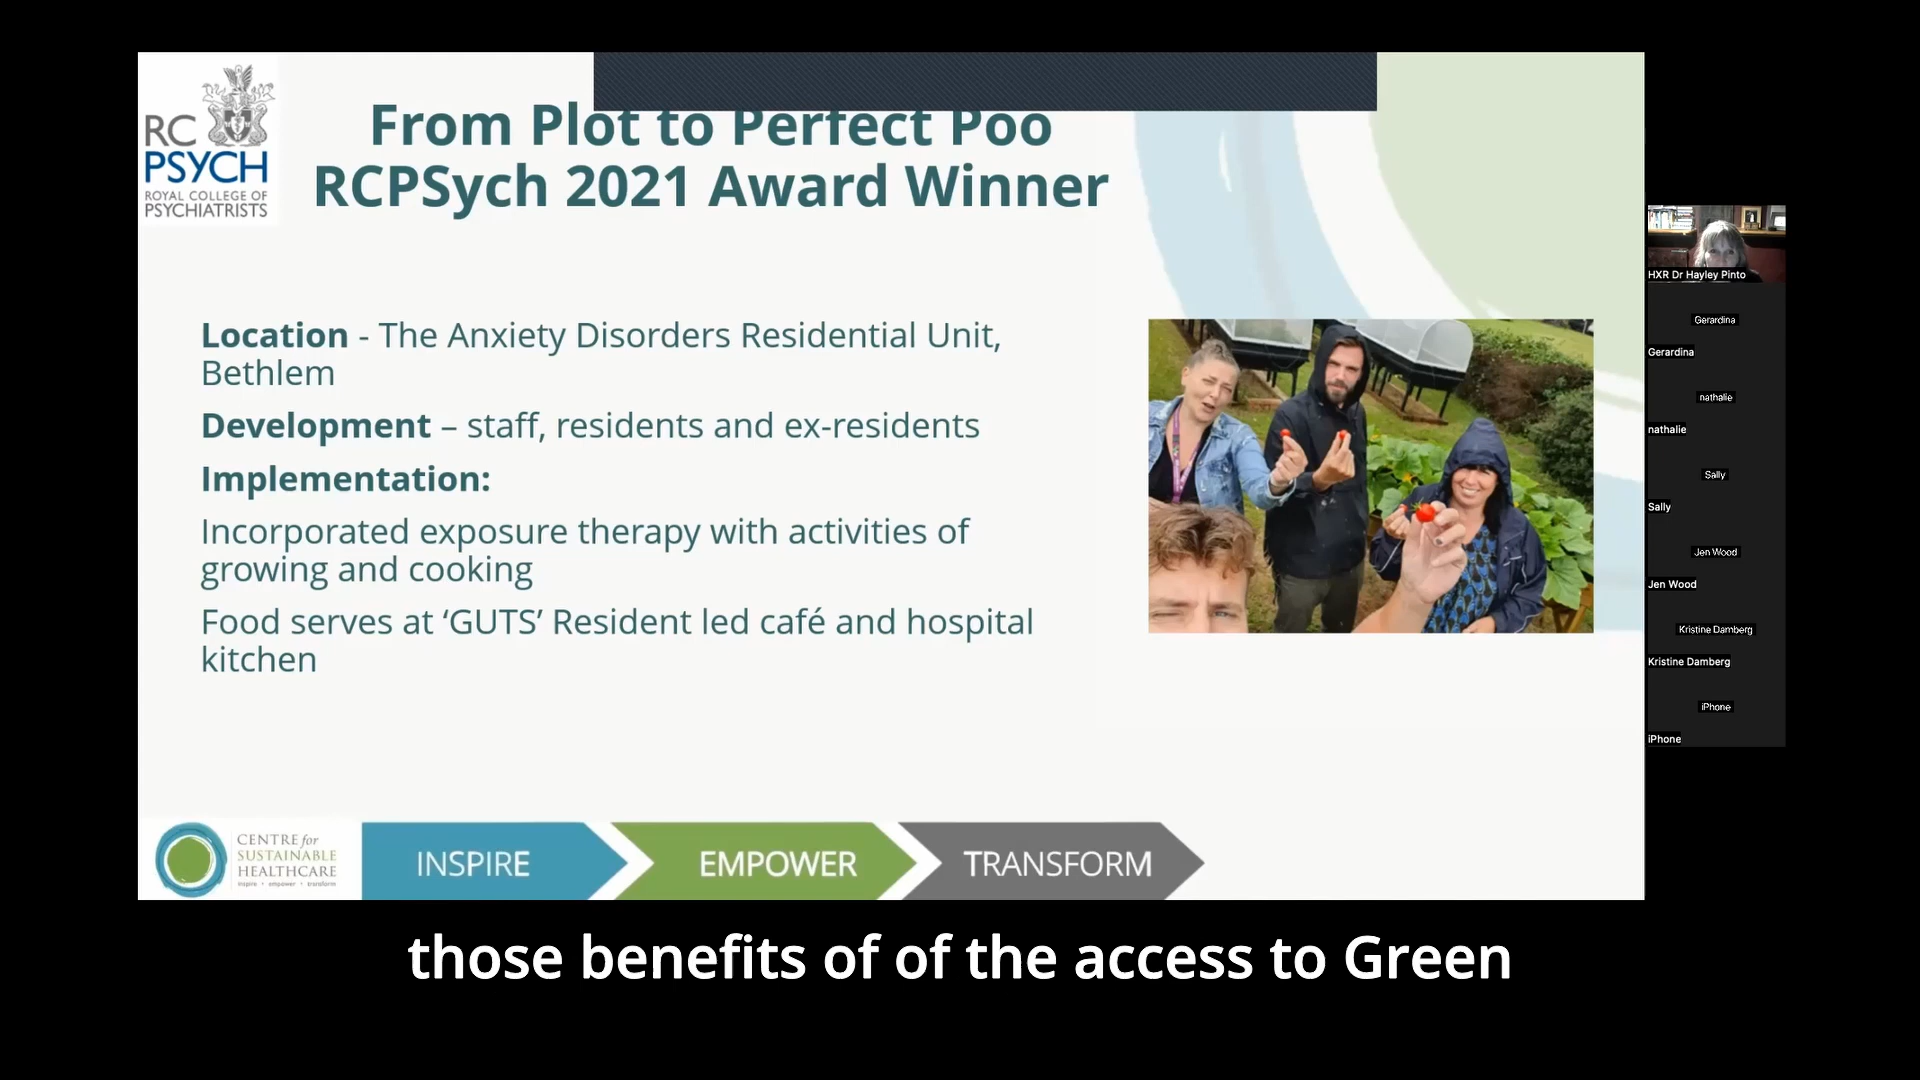 RC
PSYCH
ROYAL COLLEGE OF
PSYCHIATRISTS
From Plot to Perfect Poo
RCPSych 2021 Award Winner
Location - The Anxiety Disorders Residential Unit,
Bethlem
Development – staff, residents and ex-residents
Implementation:
Incorporated exposure therapy with activities of
growing and cooking
Food serves at ‘GUTS’ Resident led café and hospital
kitchen
CENTRE for
SUSTAINABLE
HEALTHCARE
inspire • empower • transform
INSPIRE
EMPOWER
TRANSFORM
HXR Dr Hayley Pinto
Gerardina
Gerardina
nathalie
nathalie
Sally
Sally
Jen Wood
Jen Wood
Kristine Damberg
Kristine Damberg
iPhone
iPhone
those benefits of of the access to Green